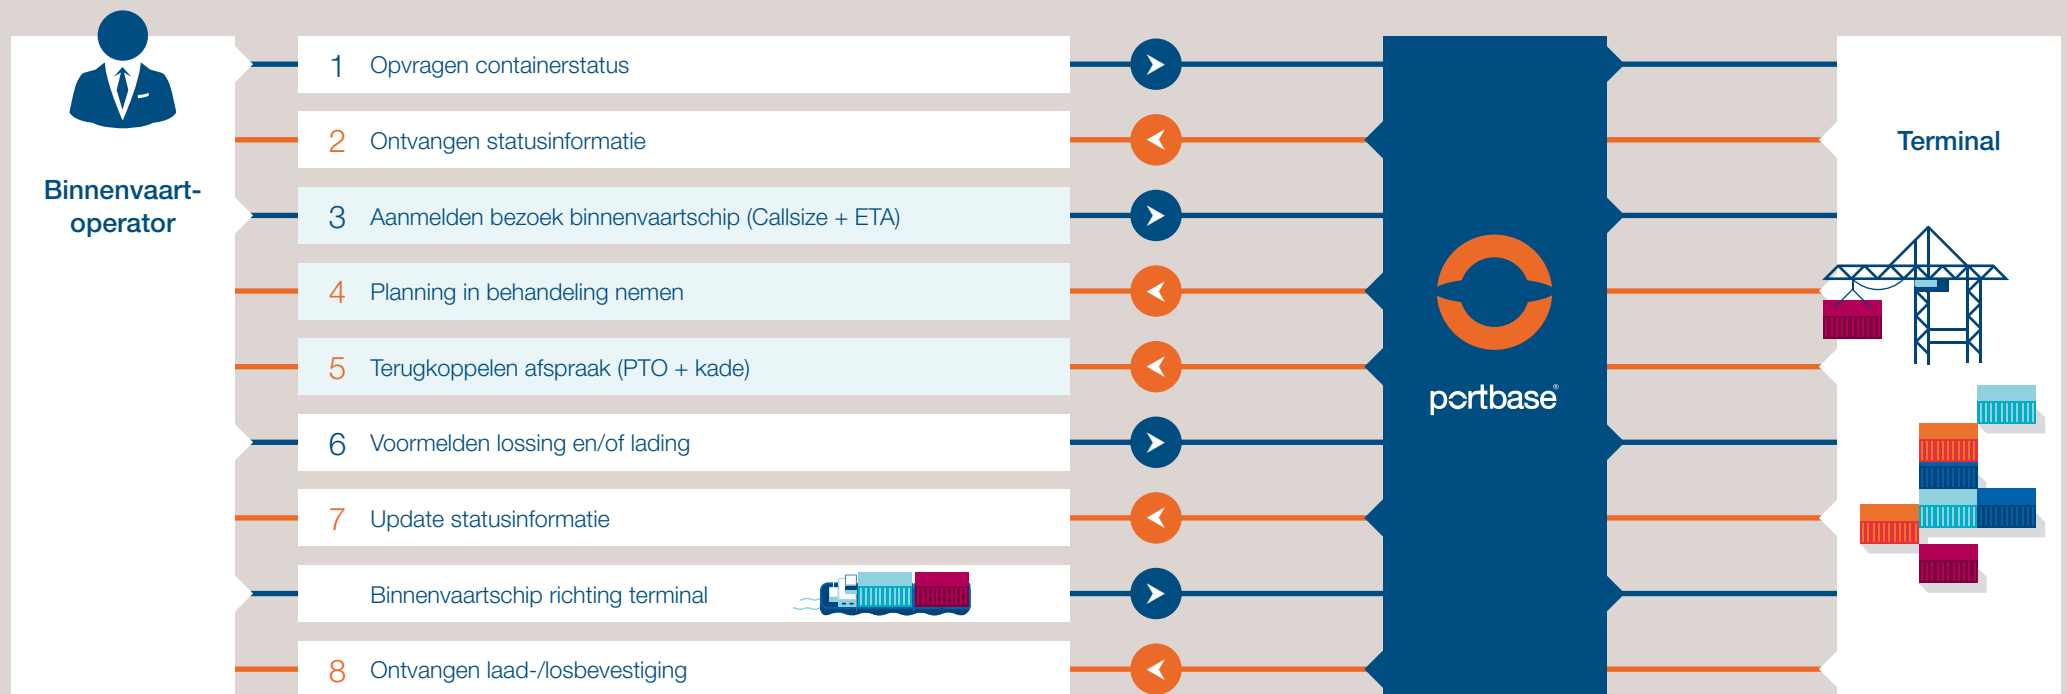 Binnenvaart-
operator
1 Opvragen containerstatus
2 Ontvangen statusinformatie
3 Aanmelden bezoek binnenvaartschip (Callsize + ETA)
4 Planning in behandeling nemen
5 Terugkoppelen afspraak (PTO + kade)
6 Voormelden lossing en/of lading
7 Update statusinformatie
Binnenvaartschip richting terminal
8 Ontvangen laad-/losbevestiging
portbase®
Terminal